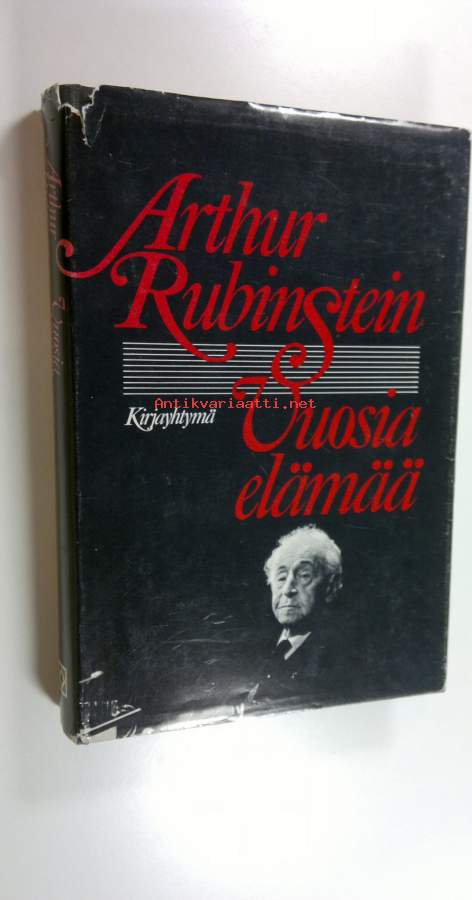 Arthur
Rubinstein
Kirjayhtymä
Vuosia
elämää
Arthur
Vuosia
Antikvariaatti.net